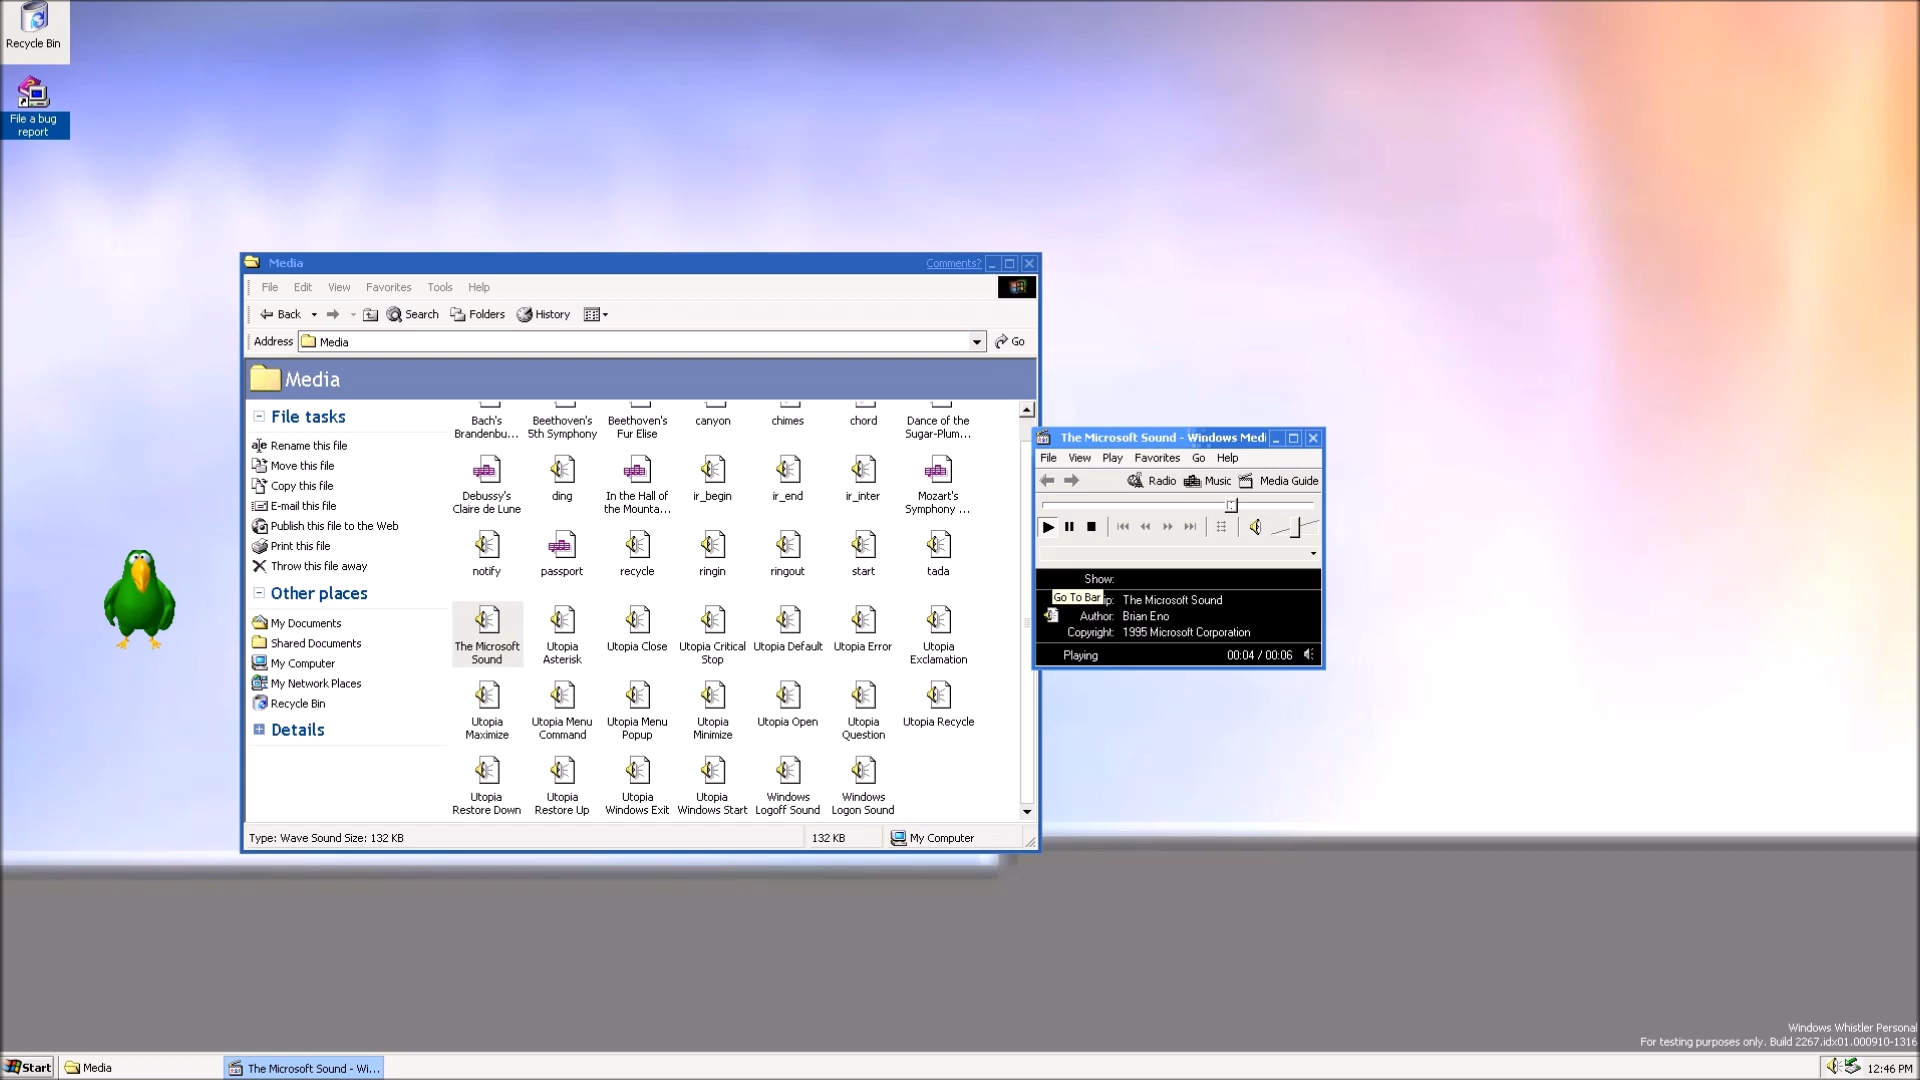 Recycle Bin
File a bug
report
Media
Comments?
File Edit View Favorites Tools Help
Back Search Folders History
Address Media Go
Media
File tasks
Rename this file
Move this file
Copy this file
E-mail this file
Publish this file to the Web
Print this file
Throw this file away
Other places
My Documents
Shared Documents
My Computer
My Network Places
Recycle Bin
Details
Bach's Beethoven's Beethoven's canyon chimes chord Dance of the
Brandenbu... 5th Symphony Fur Elise Sugar-Plum...
Debussy's ding In the Hall of ir_begin ir_end ir_inter Mozart's
Claire de Lune the Mounta... Symphony ...
notify passport recycle ringin ringout start tada
The Microsoft Utopia Utopia Close Utopia Critical Utopia Default Utopia Error Utopia
Sound Asterisk Stop Exclamation
Utopia Utopia Menu Utopia Menu Utopia Utopia Open Utopia Utopia Recycle
Maximize Command Popup Minimize Question
Utopia Utopia Utopia Utopia Windows Windows
Restore Down Restore Up Windows Exit Windows Start Logoff Sound Logon Sound
Type: Wave Sound Size: 132 KB 132 KB My Computer
The Microsoft Sound - Windows Medi
File View Play Favorites Go Help
Radio Music Media Guide
Show:
Go To Bar
p: The Microsoft Sound
Author: Brian Eno
Copyright: 1995 Microsoft Corporation
Playing 00:04 / 00:06
Windows Whistler Personal
For testing purposes only. Build 2267.idx01.000910-1316
Start Media The Microsoft Sound - Wi... 12:46 PM